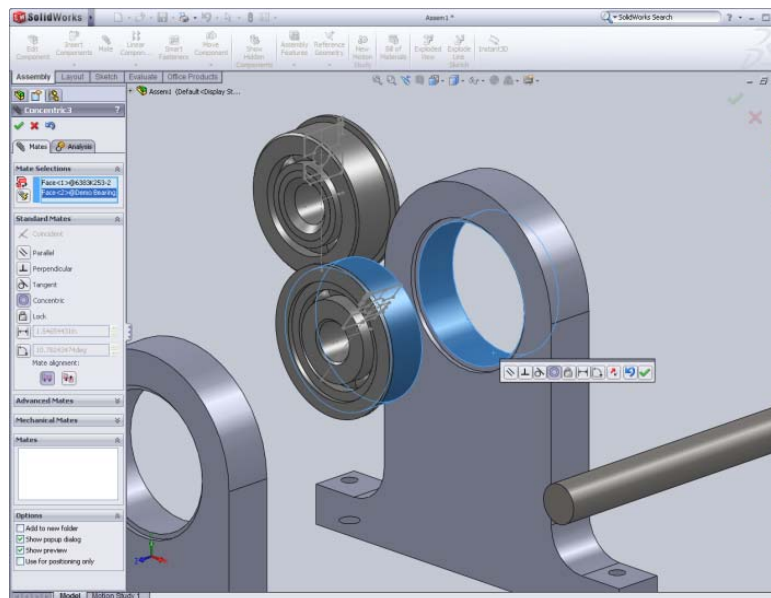 SolidWorks
Assem1 *
SolidWorks Search
Edit Component
Insert Components
Mate
Linear Compon...
Smart Fasteners
Move Component
Show Hidden Components
Assembly Features
Reference Geometry
New Motion Study
Bill of Materials
Exploded View
Explode Line Sketch
Instant3D
Assembly Layout Sketch Evaluate Office Products
Assem1 (Default<Display St...
Concentric3 ?
Mates Analysis
Mate Selections
Face<1>@6383K253-2
Face<2>@Demo Bearing
Standard Mates
Coincident
Parallel
Perpendicular
Tangent
Concentric
Lock
Mate alignment:
Advanced Mates
Mechanical Mates
Mates
Options
Add to new folder
Show popup dialog
Show preview
Use for positioning only
Model Motion Study 1